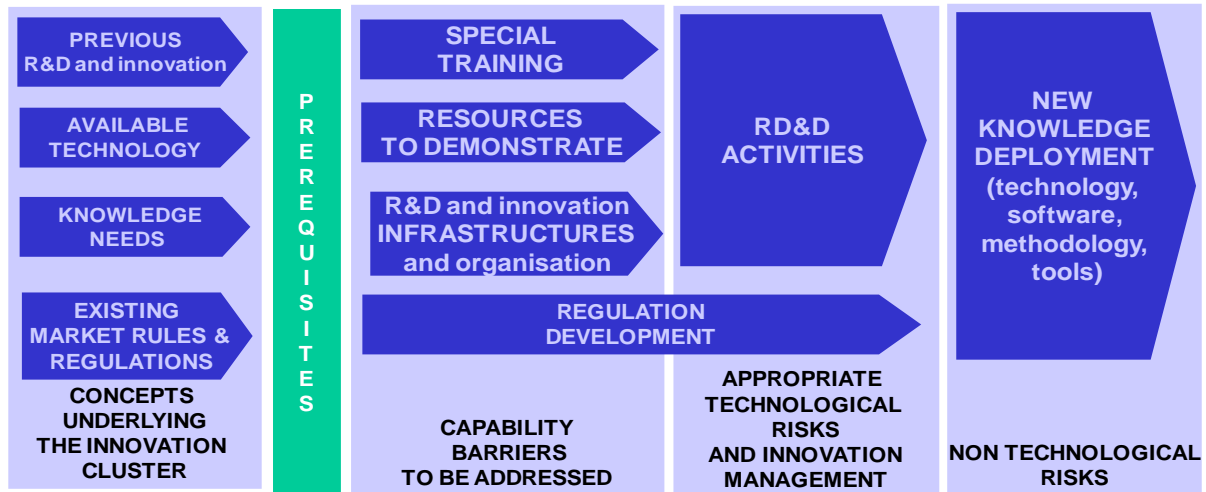 PREVIOUS
R&D and innovation
AVAILABLE
TECHNOLOGY
KNOWLEDGE
NEEDS
EXISTING
MARKET RULES &
REGULATIONS
CONCEPTS
UNDERLYING
THE INNOVATION
CLUSTER
PREREQUISITES
SPECIAL
TRAINING
RESOURCES
TO DEMONSTRATE
R&D and innovation
INFRASTRUCTURES
and organisation
REGULATION
DEVELOPMENT
CAPABILITY
BARRIERS
TO BE ADDRESSED
RD&D
ACTIVITIES
APPROPRIATE
TECHNOLOGICAL
RISKS
AND INNOVATION
MANAGEMENT
NEW
KNOWLEDGE
DEPLOYMENT
(technology,
software,
methodology,
tools)
NON TECHNOLOGICAL
RISKS